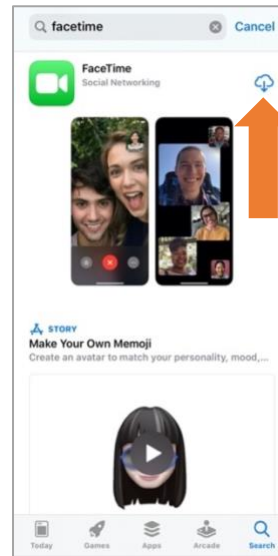 facetime
Cancel
FaceTime
Social Networking
STORY
Make Your Own Memoji
Create an avatar to match your personality, mood,...
Today
Games
Apps
Arcade
Search